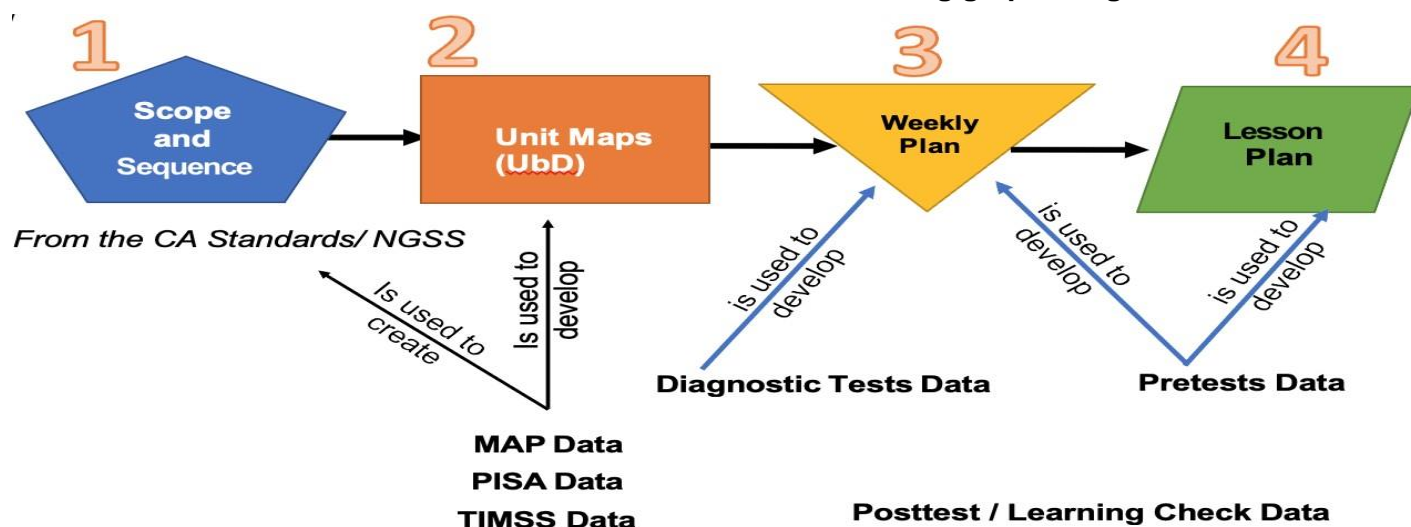 1
2
3
4
Scope
and
Sequence
Unit Maps
(UbD)
Weekly
Plan
Lesson
Plan
From the CA Standards/ NGSS
Is used to
create
Is used to
develop
is used to
develop
is used to
develop
is used to
develop
Diagnostic Tests Data
Pretests Data
MAP Data
PISA Data
TIMSS Data
Posttest / Learning Check Data